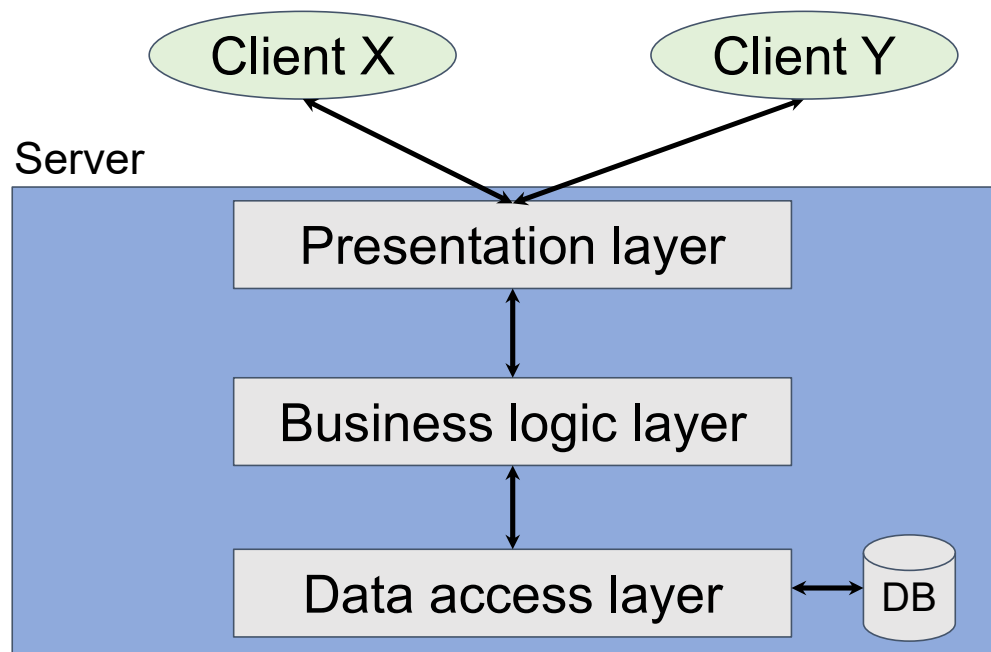 Client X
Client Y
Server
Presentation layer
Business logic layer
Data access layer
DB